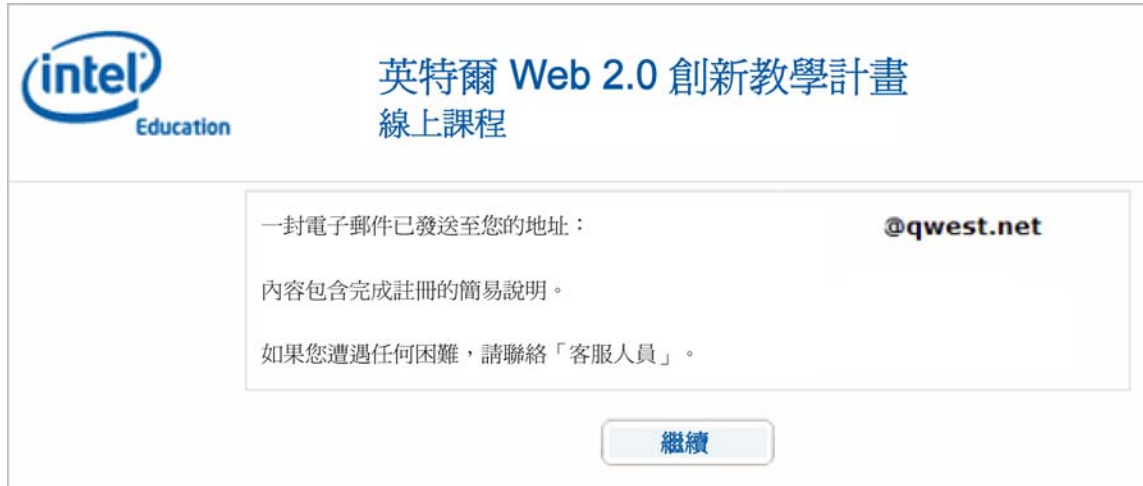 intel
Education
英特爾 Web 2.0 創新教學計畫
線上課程
一封電子郵件已發送至您的地址： @qwest.net
內容包含完成註冊的簡易說明。
如果您遭遇任何困難，請聯絡「客服人員」。
繼續